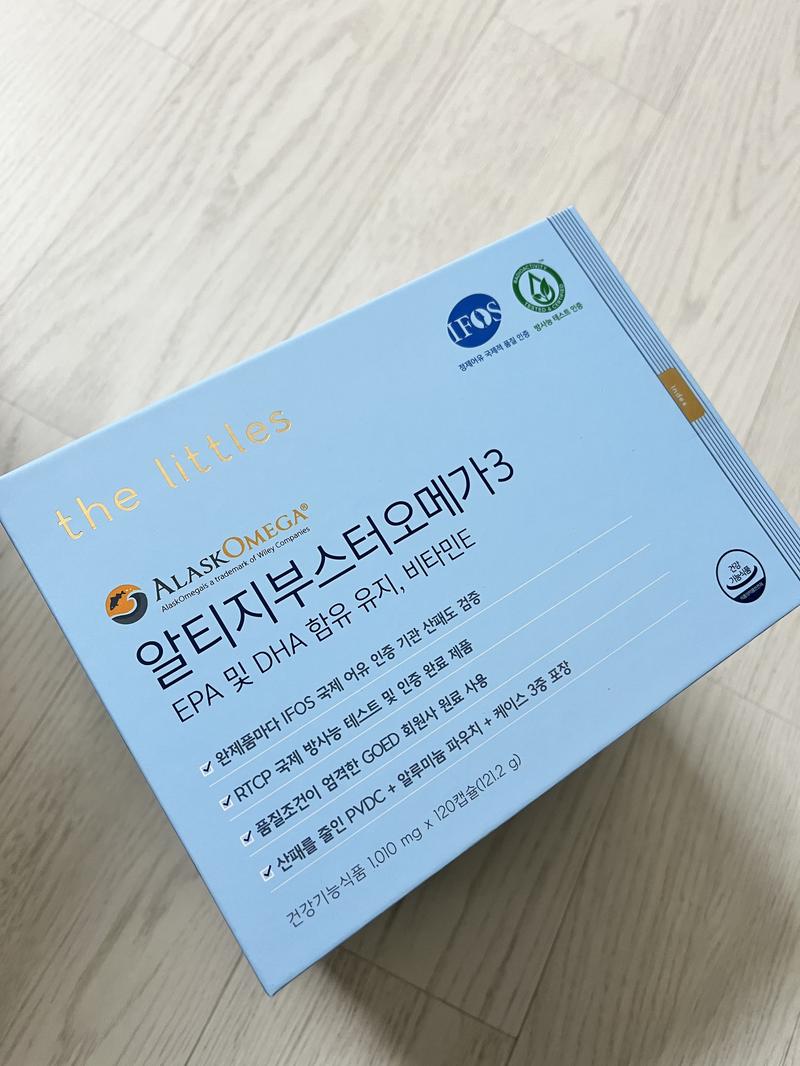 IFOS
정제어유 국제적 품질 인증
RADIOACTIVITY
TESTED & CERTIFIED
방사능 테스트 인증
index
the littles
ALASKOMEGA®
AlaskOmegais a trademark of Wiley Companies
알티지부스터오메가3
EPA 및 DHA 함유 유지, 비타민E
완제품마다 IFOS 국제 어유 인증 기관 산패도 검증
RTCP 국제 방사능 테스트 및 인증 완료 제품
품질조건이 엄격한 GOED 회원사 원료 사용
산패를 줄인 PVDC + 알루미늄 파우치 + 케이스 3중 포장
건강기능식품 1,010 mg x 120캡슐(121.2 g)
건강
기능식품